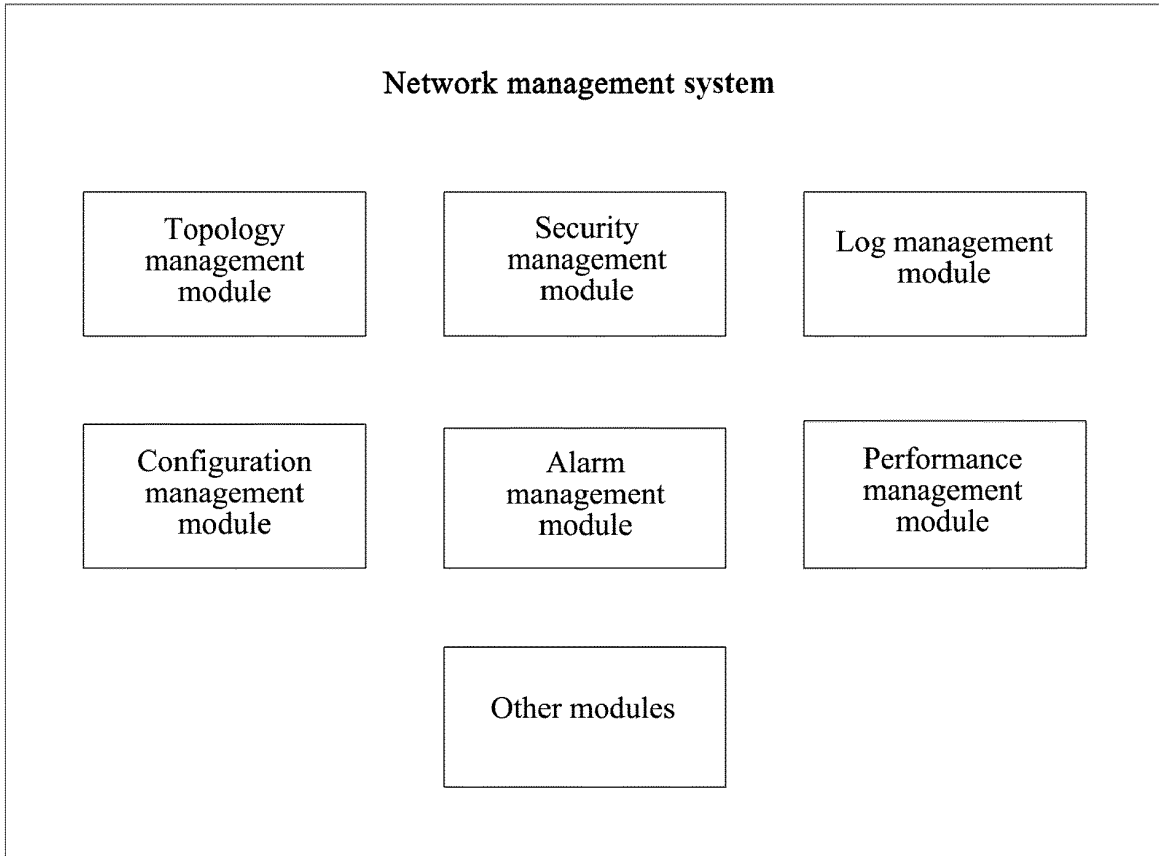 Network management system
Topology
management
module
Security
management
module
Log management
module
Configuration
management
module
Alarm
management
module
Performance
management
module
Other modules